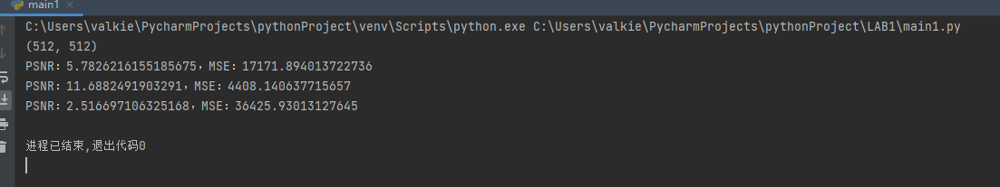 main1
C:\Users\valkie\PycharmProjects\pythonProject\venv\Scripts\python.exe C:\Users\valkie\PycharmProjects\pythonProject\LAB1\main1.py
(512, 512)
PSNR：5.7826216155185675，MSE：17171.894013722736
PSNR：11.6882491903291，MSE：4408.140637715657
PSNR：2.516697106325168，MSE：36425.93013127645
进程已结束,退出代码0